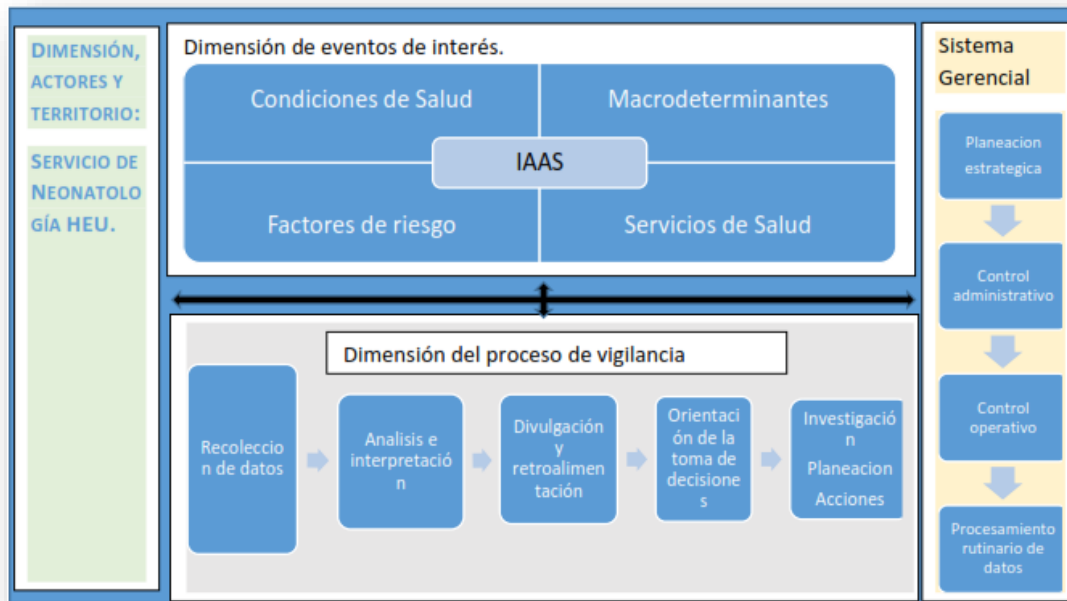 DIMENSIÓN,
ACTORES Y
TERRITORIO:
SERVICIO DE
NEONATOLO
GÍA HEU.
Dimensión de eventos de interés.
Condiciones de Salud
Macrodeterminantes
IAAS
Factores de riesgo
Servicios de Salud
Dimensión del proceso de vigilancia
Recoleccio
n de datos
Analisis e
interpretació
n
Divulgación
y
retroalimen
tación
Orientaci
ón de la
toma de
decisione
s
Investigació
n
Planeacion
Acciones
Sistema
Gerencial
Planeacion
estrategica
Control
administrativo
Control
operativo
Procesamiento
rutinario de
datos